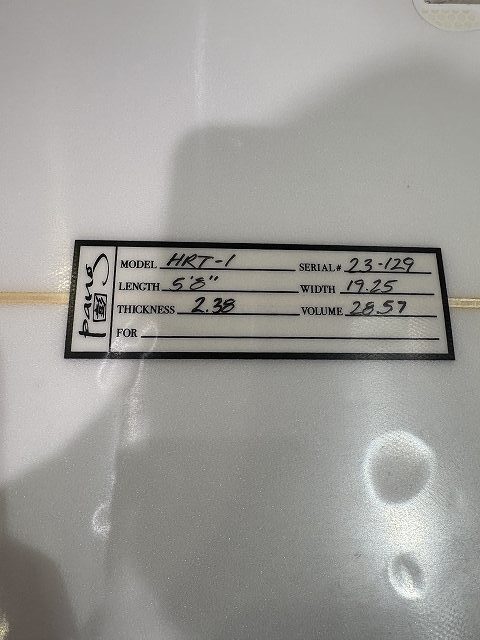 pang
MODEL HRT-1 SERIAL# 23-129
LENGTH 5'8" WIDTH 19.25
THICKNESS 2.38 VOLUME 28.57
FOR